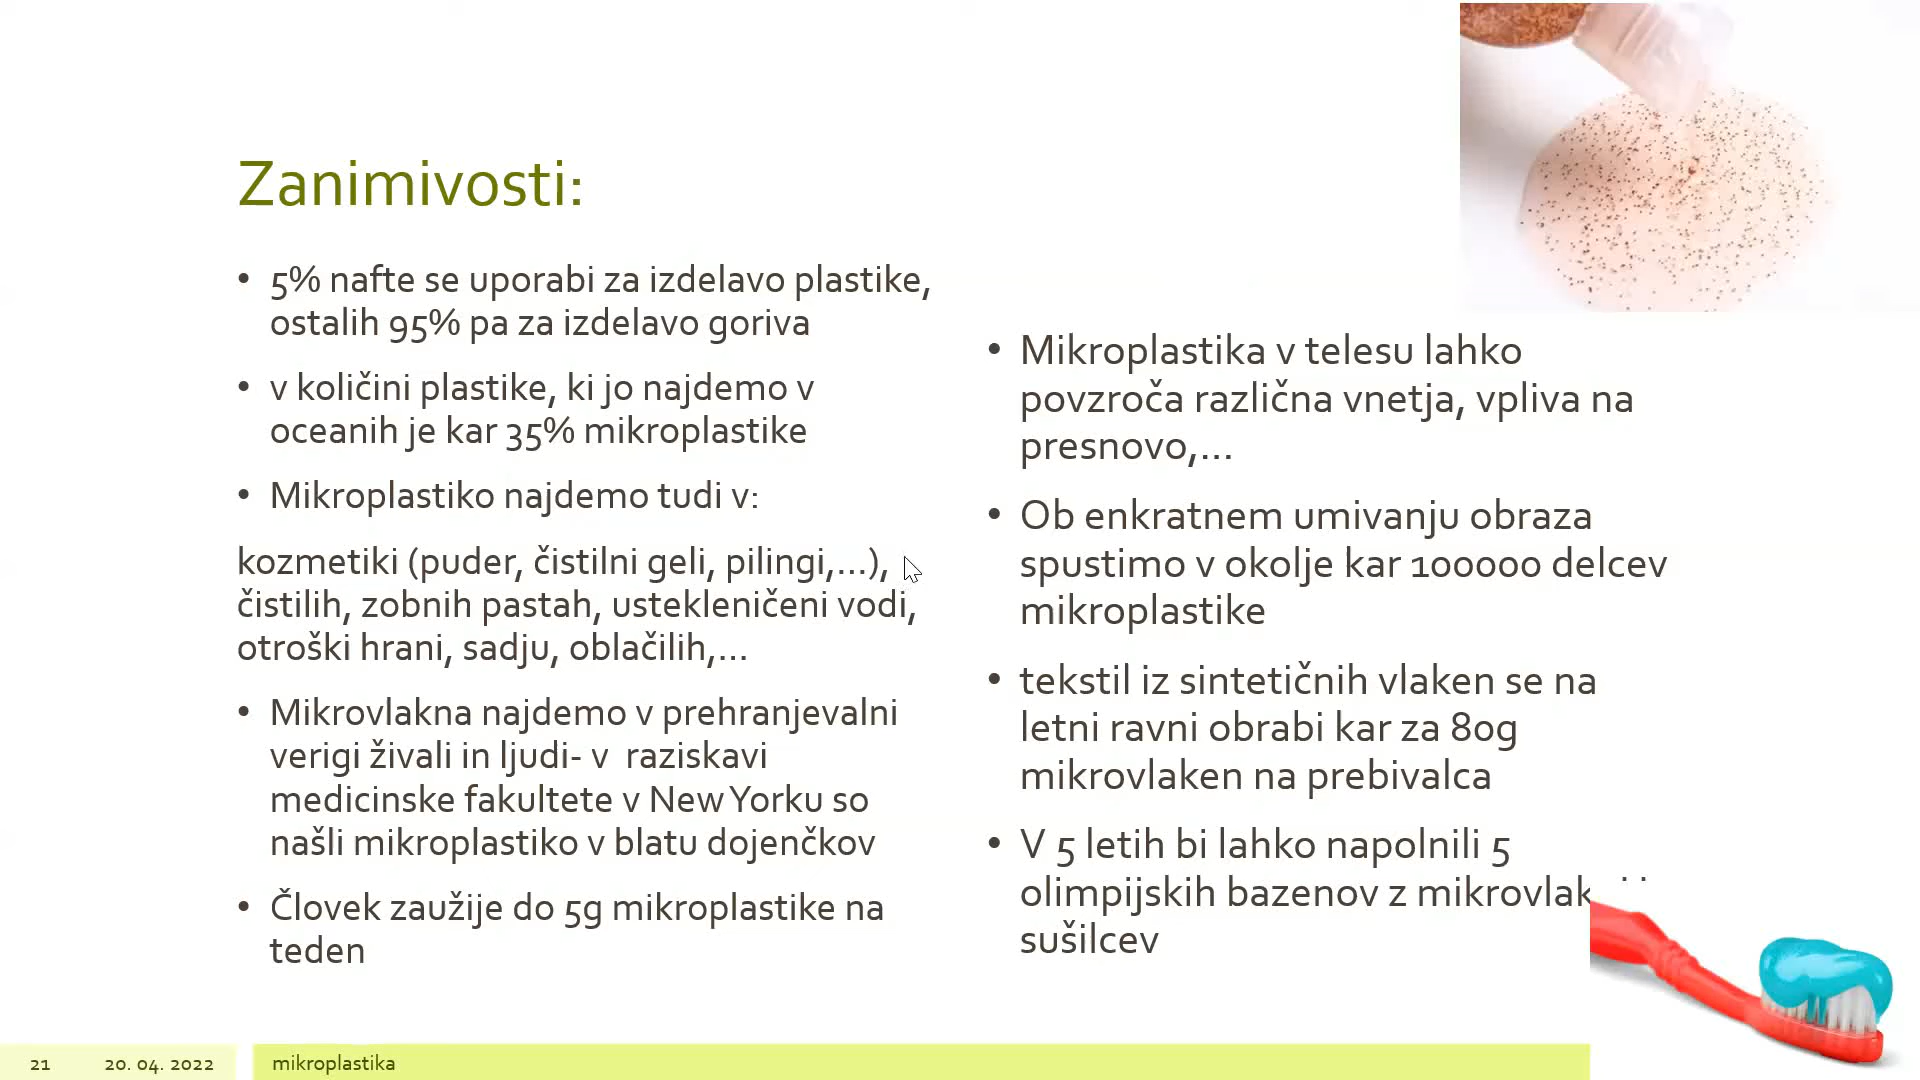 Zanimivosti:
• 5% nafte se uporabi za izdelavo plastike,
ostalih 95% pa za izdelavo goriva
• v količini plastike, ki jo najdemo v
oceanih je kar 35% mikroplastike
• Mikroplastiko najdemo tudi v:
kozmetiki (puder, čistilni geli, pilingi,...),
čistilih, zobnih pastah, ustekleničeni vodi,
otroški hrani, sadju, oblačilih,...
• Mikrovlakna najdemo v prehranjevalni
verigi živali in ljudi- v  raziskavi
medicinske fakultete v New Yorku so
našli mikroplastiko v blatu dojenčkov
• Človek zaužije do 5g mikroplastike na
teden
• Mikroplastika v telesu lahko
povzroča različna vnetja, vpliva na
presnovo,...
• Ob enkratnem umivanju obraza
spustimo v okolje kar 100000 delcev
mikroplastike
• tekstil iz sintetičnih vlaken se na
letni ravni obrabi kar za 80g
mikrovlaken na prebivalca
• V 5 letih bi lahko napolnili 5
olimpijskih bazenov z
sušilcev
21 20. 04. 2022 mikroplastika